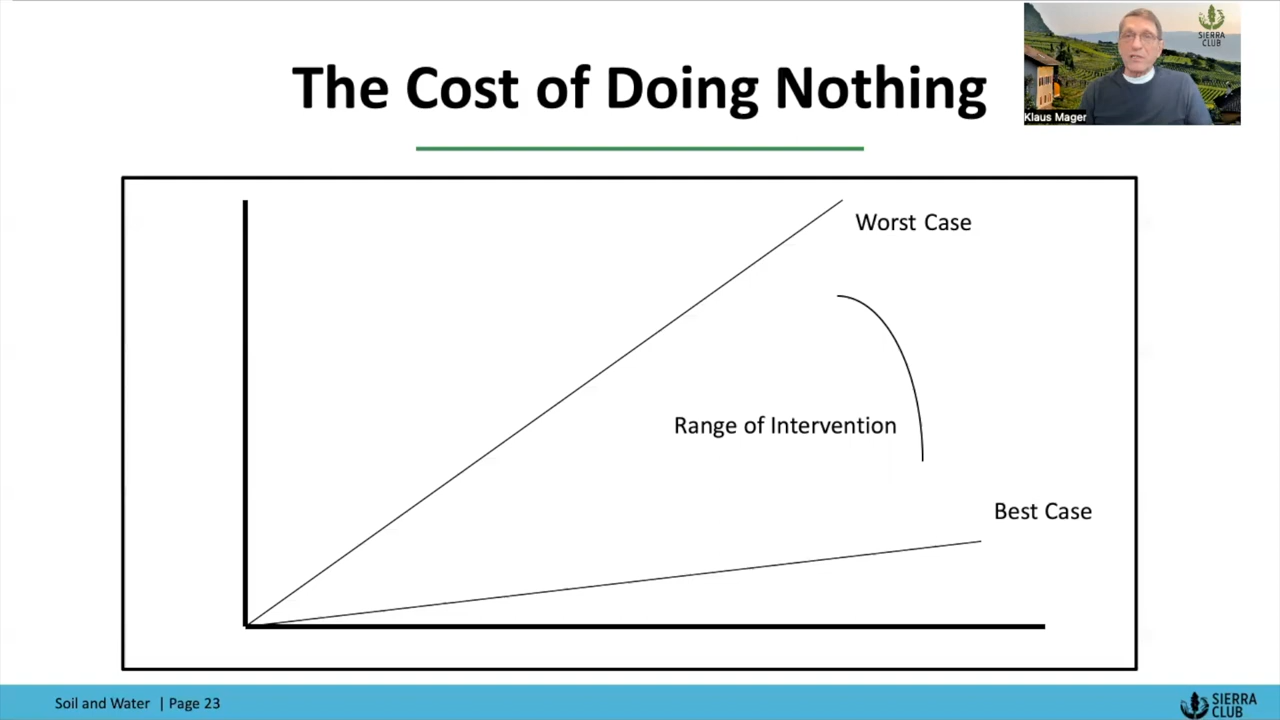 The Cost of Doing Nothing
SIERRA
CLUB
Klaus Mager
Worst Case
Range of Intervention
Best Case
Soil and Water | Page 23
SIERRA
CLUB